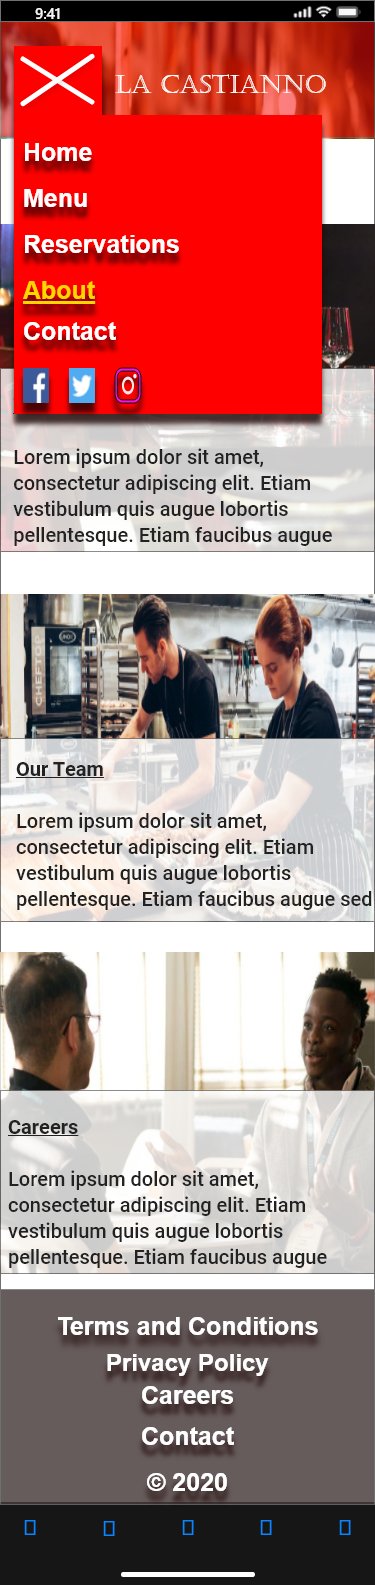 9:41
LA CASTIANNO
Home
Menu
Reservations
About
Contact
Lorem ipsum dolor sit amet,
consectetur adipiscing elit. Etiam
vestibulum quis augue lobortis
pellentesque. Etiam faucibus augue
CHEFTOP
Our Team
Lorem ipsum dolor sit amet,
consectetur adipiscing elit. Etiam
vestibulum quis augue lobortis
pellentesque. Etiam faucibus augue sed
Careers
Lorem ipsum dolor sit amet,
consectetur adipiscing elit. Etiam
vestibulum quis augue lobortis
pellentesque. Etiam faucibus augue
Terms and Conditions
Privacy Policy
Careers
Contact
© 2020